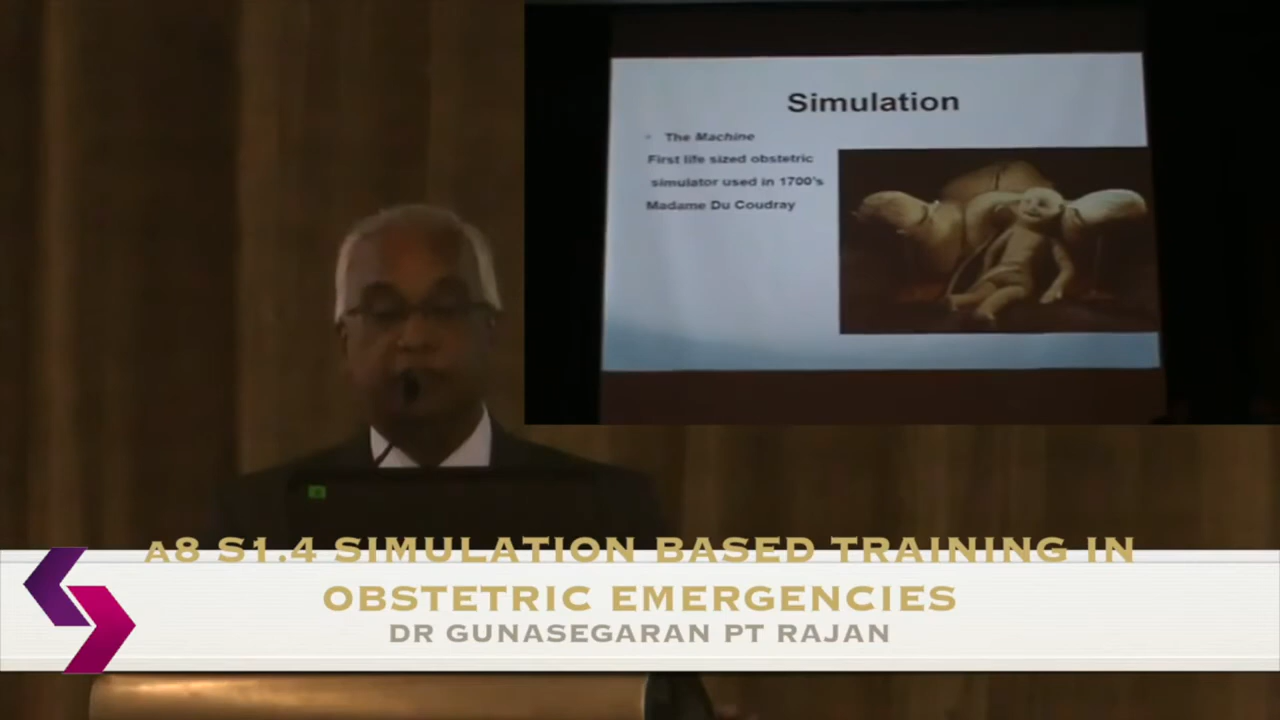 Simulation
• The Machine
First life sized obstetric
simulator used in 1700's
Madame Du Coudray
A8 S1.4 SIMULATION BASED TRAINING IN
OBSTETRIC EMERGENCIES
DR GUNASEGARAN PT RAJAN